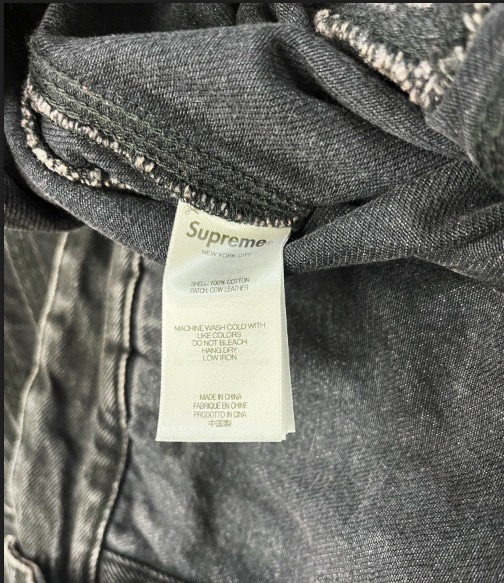 Supreme®
NEW YORK CITY
SHELL: 100% COTTON
PATCH: COW LEATHER
MACHINE WASH COLD WITH
LIKE COLORS
DO NOT BLEACH
HANG DRY
LOW IRON
MADE IN CHINA
FABRIQUÉ EN CHINE
PRODOTTO IN CINA
中国製